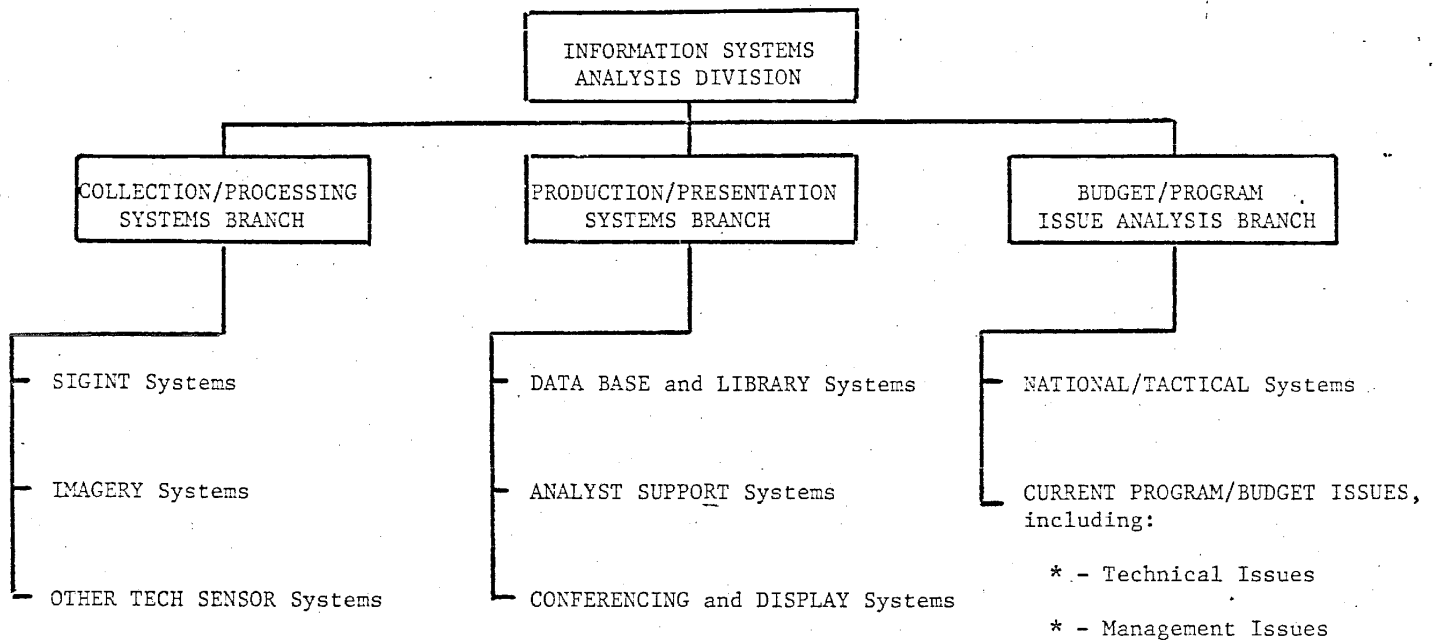 INFORMATION SYSTEMS
ANALYSIS DIVISION
COLLECTION/PROCESSING
SYSTEMS BRANCH
PRODUCTION/PRESENTATION
SYSTEMS BRANCH
BUDGET/PROGRAM
ISSUE ANALYSIS BRANCH
SIGINT Systems
IMAGERY Systems
OTHER TECH SENSOR Systems
DATA BASE and LIBRARY Systems
ANALYST SUPPORT Systems
CONFERENCING and DISPLAY Systems
NATIONAL/TACTICAL Systems
CURRENT PROGRAM/BUDGET ISSUES,
including:
* - Technical Issues
* - Management Issues